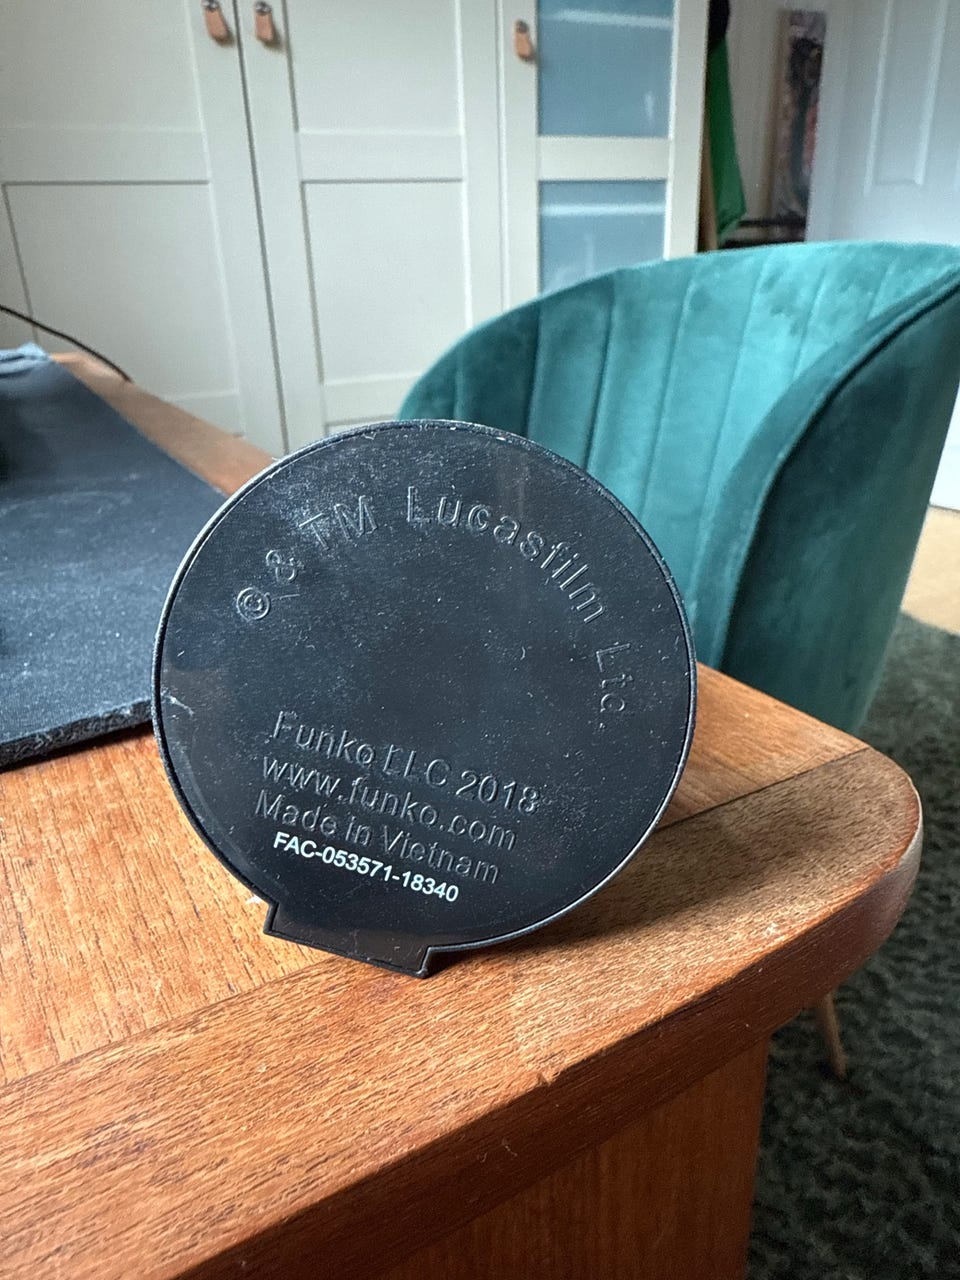 © & TM Lucasfilm Ltd.
Funko LLC 2018
www.funko.com
Made in Vietnam
FAC-053571-18340